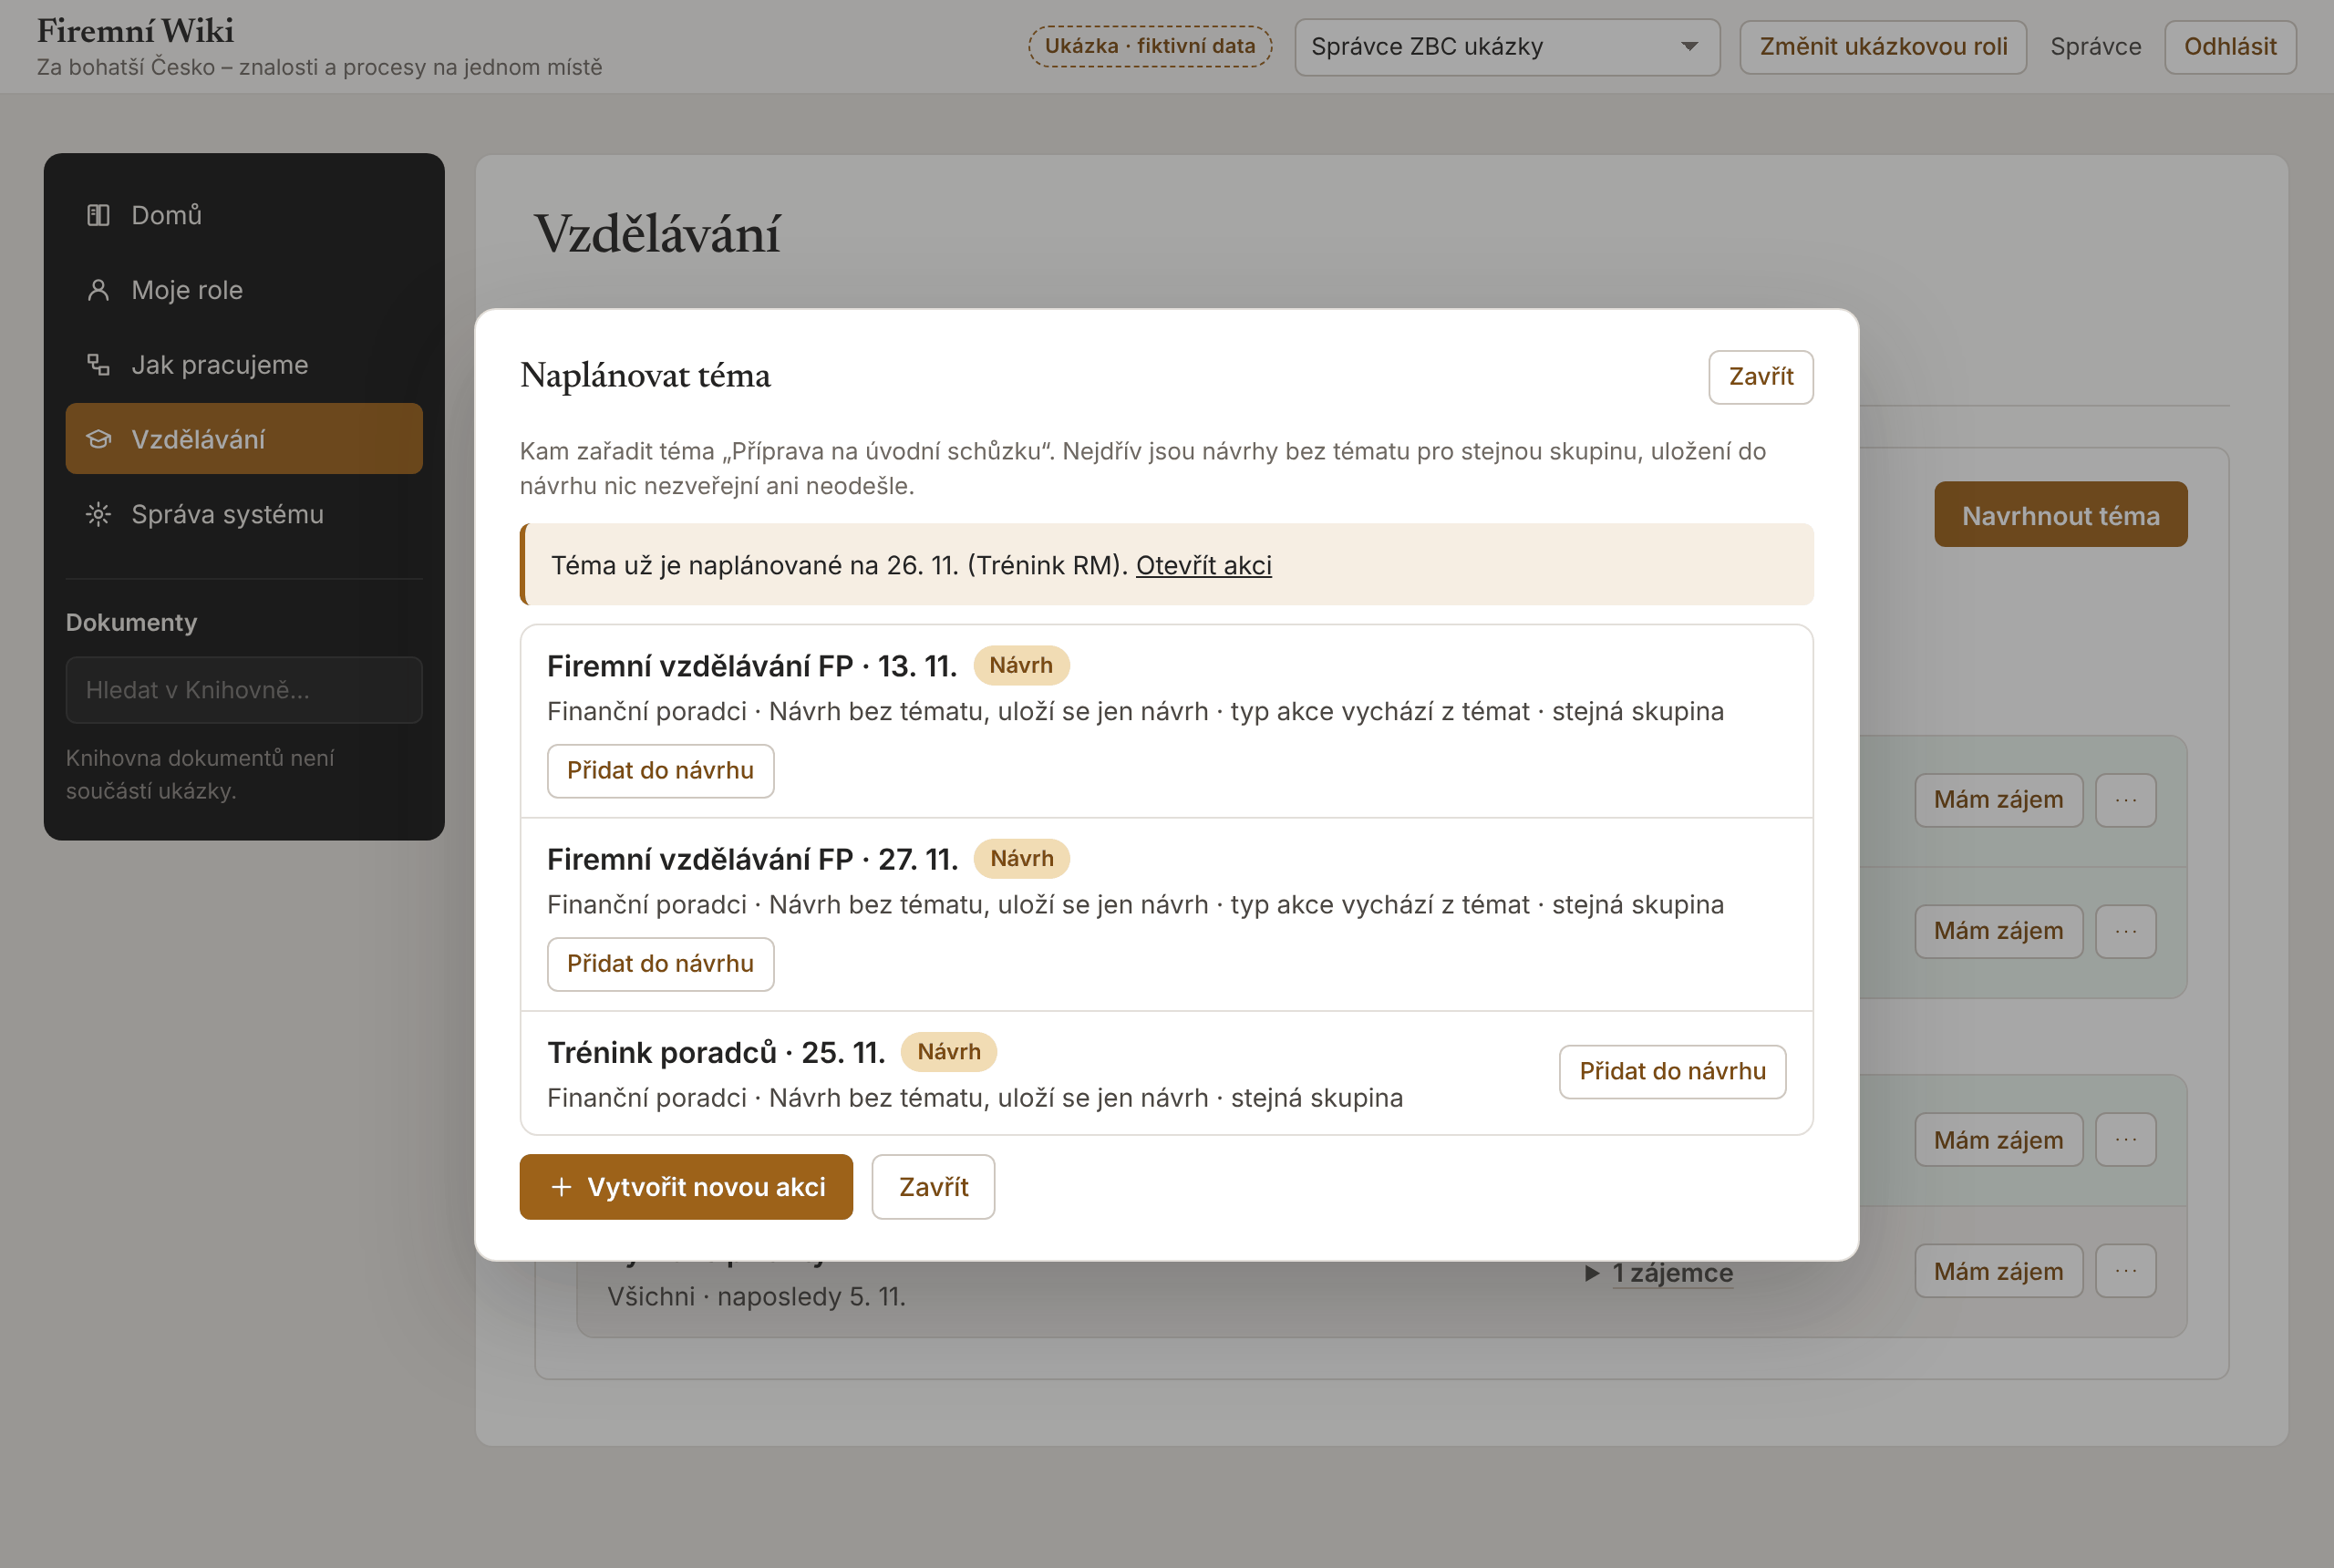 Firemní Wiki
Za bohatší Česko – znalosti a procesy na jednom místě
Ukázka · fiktivní data
Správce ZBC ukázky
Změnit ukázkovou roli
Správce
Odhlásit
Domů
Moje role
Jak pracujeme
Vzdělávání
Správa systému
Dokumenty
Hledat v Knihovně...
Knihovna dokumentů není
součástí ukázky.
Vzdělávání
Navrhnout téma
Naplánovat téma
Zavřít
Kam zařadit téma „Příprava na úvodní schůzku“. Nejdřív jsou návrhy bez tématu pro stejnou skupinu, uložení do
návrhu nic nezveřejní ani neodešle.
Téma už je naplánované na 26. 11. (Trénink RM). Otevřít akci
Firemní vzdělávání FP · 13. 11. Návrh
Finanční poradci · Návrh bez tématu, uloží se jen návrh · typ akce vychází z témat · stejná skupina
Přidat do návrhu
Firemní vzdělávání FP · 27. 11. Návrh
Finanční poradci · Návrh bez tématu, uloží se jen návrh · typ akce vychází z témat · stejná skupina
Přidat do návrhu
Trénink poradců · 25. 11. Návrh
Finanční poradci · Návrh bez tématu, uloží se jen návrh · stejná skupina
Přidat do návrhu
+ Vytvořit novou akci
Zavřít
Mám zájem ...
Mám zájem ...
Mám zájem ...
1 zájemce
Mám zájem ...
Všichni · naposledy 5. 11.